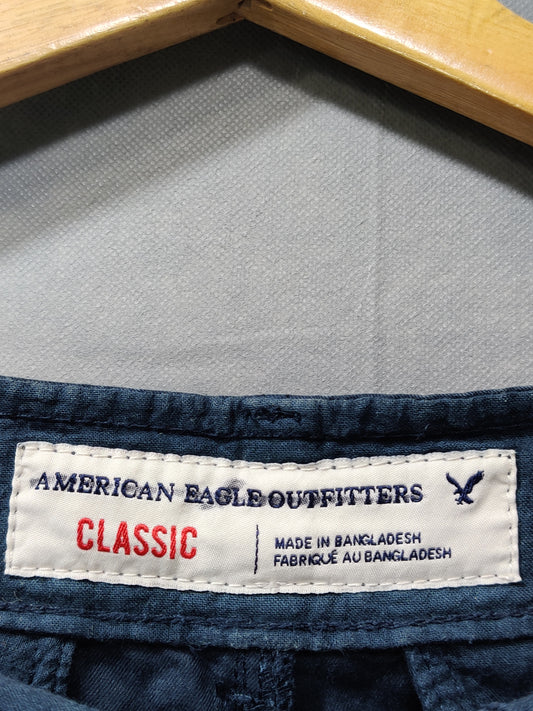 AMERICAN EAGLE OUTFITTERS
CLASSIC
MADE IN BANGLADESH
FABRIQUÉ AU BANGLADESH